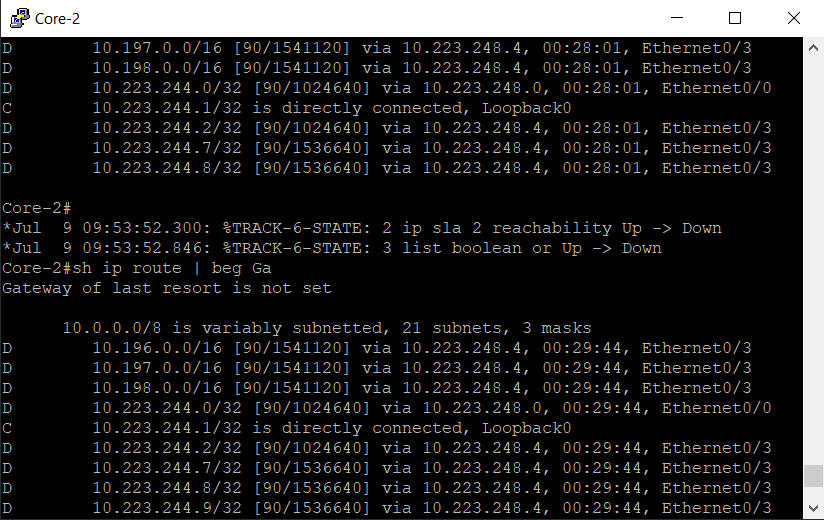 Core-2
D        10.197.0.0/16 [90/1541120] via 10.223.248.4, 00:28:01, Ethernet0/3
D        10.198.0.0/16 [90/1541120] via 10.223.248.4, 00:28:01, Ethernet0/3
D        10.223.244.0/32 [90/1024640] via 10.223.248.0, 00:28:01, Ethernet0/0
C        10.223.244.1/32 is directly connected, Loopback0
D        10.223.244.2/32 [90/1024640] via 10.223.248.4, 00:28:01, Ethernet0/3
D        10.223.244.7/32 [90/1536640] via 10.223.248.4, 00:28:01, Ethernet0/3
D        10.223.244.8/32 [90/1536640] via 10.223.248.4, 00:28:01, Ethernet0/3
Core-2#
*Jul  9 09:53:52.300: %TRACK-6-STATE: 2 ip sla 2 reachability Up -> Down
*Jul  9 09:53:52.846: %TRACK-6-STATE: 3 list boolean or Up -> Down
Core-2#sh ip route | beg Ga
Gateway of last resort is not set
      10.0.0.0/8 is variably subnetted, 21 subnets, 3 masks
D        10.196.0.0/16 [90/1541120] via 10.223.248.4, 00:29:44, Ethernet0/3
D        10.197.0.0/16 [90/1541120] via 10.223.248.4, 00:29:44, Ethernet0/3
D        10.198.0.0/16 [90/1541120] via 10.223.248.4, 00:29:44, Ethernet0/3
D        10.223.244.0/32 [90/1024640] via 10.223.248.0, 00:29:44, Ethernet0/0
C        10.223.244.1/32 is directly connected, Loopback0
D        10.223.244.2/32 [90/1024640] via 10.223.248.4, 00:29:44, Ethernet0/3
D        10.223.244.7/32 [90/1536640] via 10.223.248.4, 00:29:44, Ethernet0/3
D        10.223.244.8/32 [90/1536640] via 10.223.248.4, 00:29:44, Ethernet0/3
D        10.223.244.9/32 [90/1536640] via 10.223.248.4, 00:29:44, Ethernet0/3